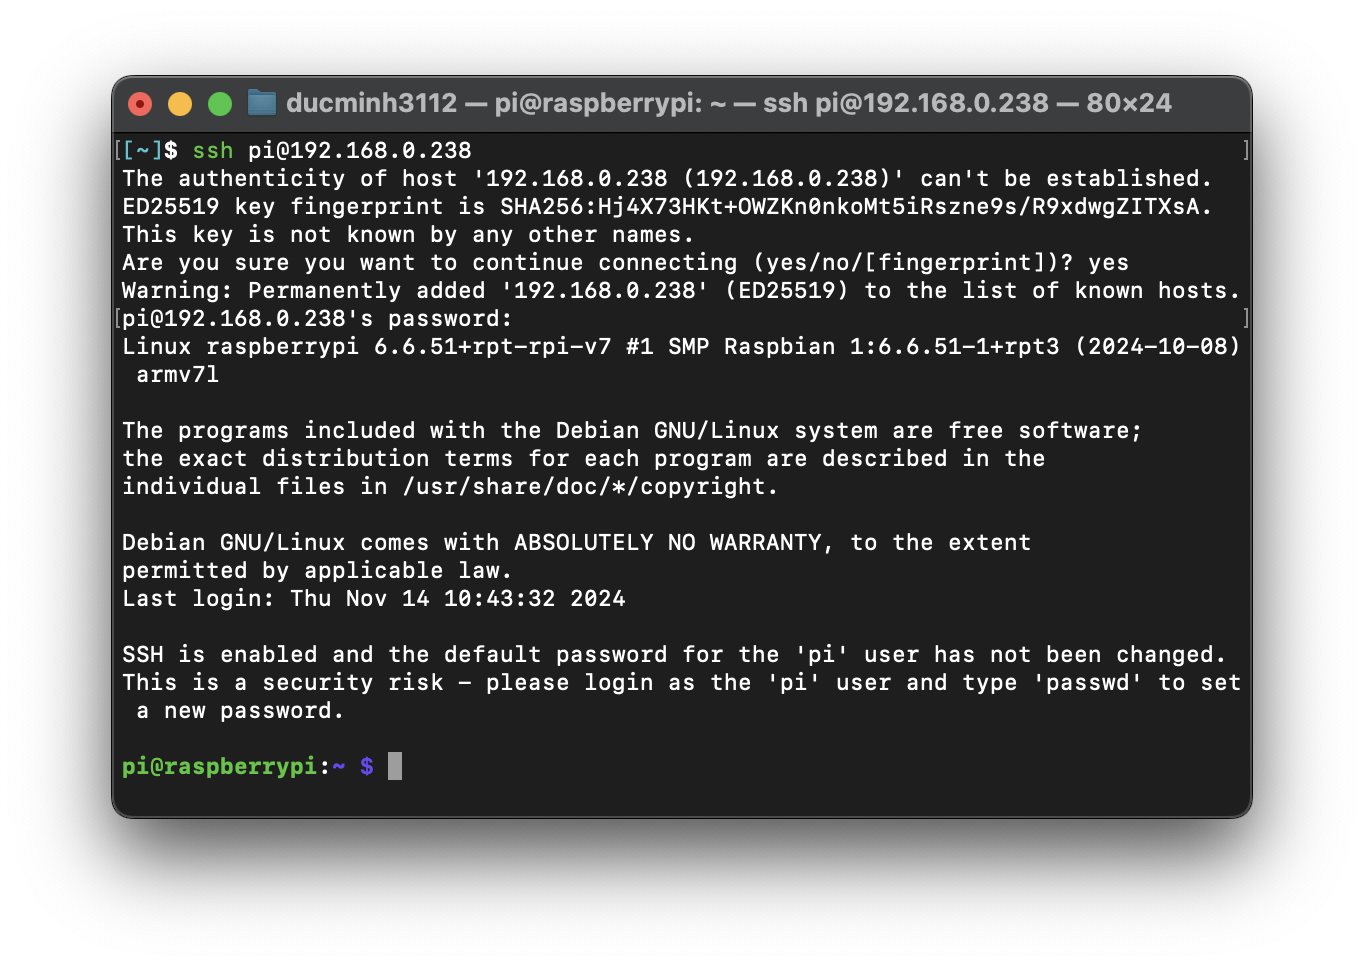 ducminh3112 — pi@raspberrypi: ~ — ssh pi@192.168.0.238 — 80×24
[[~]$ ssh pi@192.168.0.238 ]
The authenticity of host '192.168.0.238 (192.168.0.238)' can't be established.
ED25519 key fingerprint is SHA256:Hj4X73HKt+OWZKn0nkoMt5iRszne9s/R9xdwgZITXsA.
This key is not known by any other names.
Are you sure you want to continue connecting (yes/no/[fingerprint])? yes
Warning: Permanently added '192.168.0.238' (ED25519) to the list of known hosts.
[pi@192.168.0.238's password: ]
Linux raspberrypi 6.6.51+rpt-rpi-v7 #1 SMP Raspbian 1:6.6.51-1+rpt3 (2024-10-08)
 armv7l
The programs included with the Debian GNU/Linux system are free software;
the exact distribution terms for each program are described in the
individual files in /usr/share/doc/*/copyright.
Debian GNU/Linux comes with ABSOLUTELY NO WARRANTY, to the extent
permitted by applicable law.
Last login: Thu Nov 14 10:43:32 2024
SSH is enabled and the default password for the 'pi' user has not been changed.
This is a security risk - please login as the 'pi' user and type 'passwd' to set
 a new password.
pi@raspberrypi:~ $